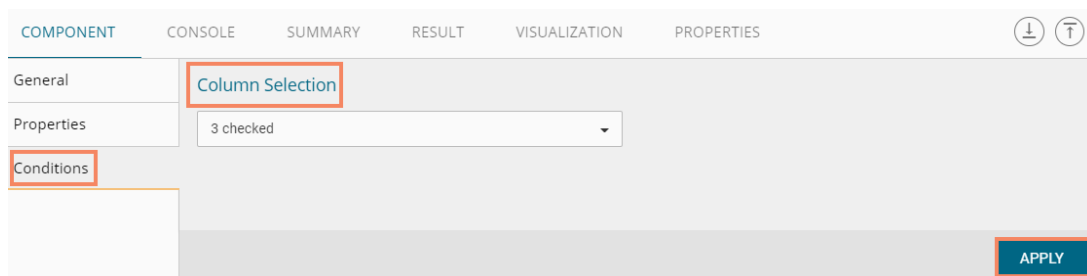 COMPONENT CONSOLE SUMMARY RESULT VISUALIZATION PROPERTIES
General
Column Selection
Properties
3 checked
Conditions
APPLY